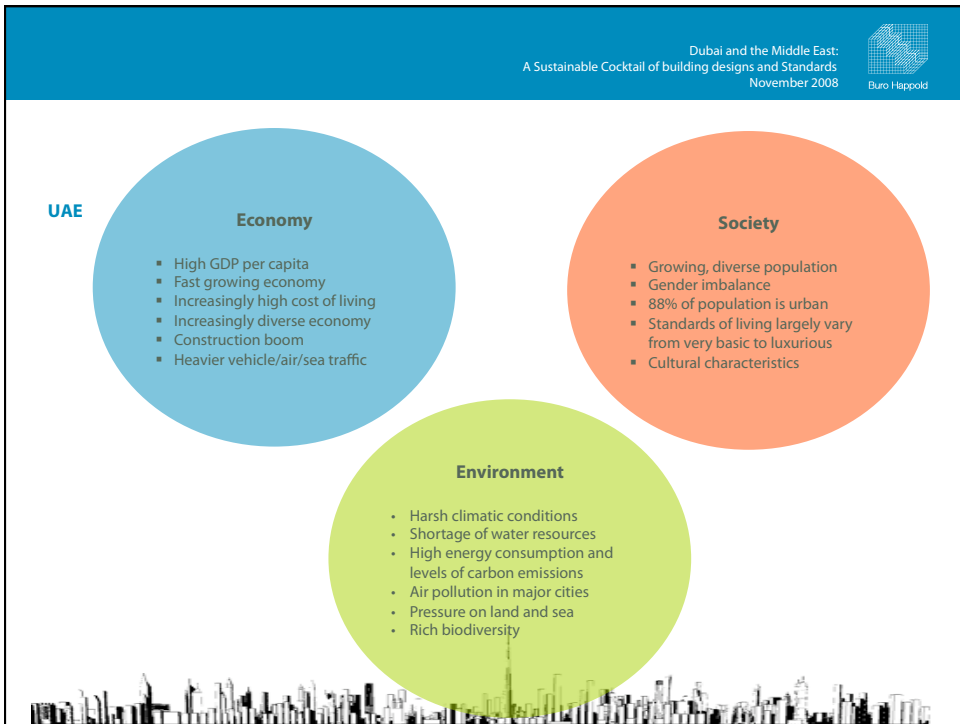 Dubai and the Middle East:
A Sustainable Cocktail of building designs and Standards
November 2008
Buro Happold
UAE
Economy
▪ High GDP per capita
▪ Fast growing economy
▪ Increasingly high cost of living
▪ Increasingly diverse economy
▪ Construction boom
▪ Heavier vehicle/air/sea traffic
Society
▪ Growing, diverse population
▪ Gender imbalance
▪ 88% of population is urban
▪ Standards of living largely vary
from very basic to luxurious
▪ Cultural characteristics
Environment
• Harsh climatic conditions
• Shortage of water resources
• High energy consumption and
levels of carbon emissions
• Air pollution in major cities
• Pressure on land and sea
• Rich biodiversity